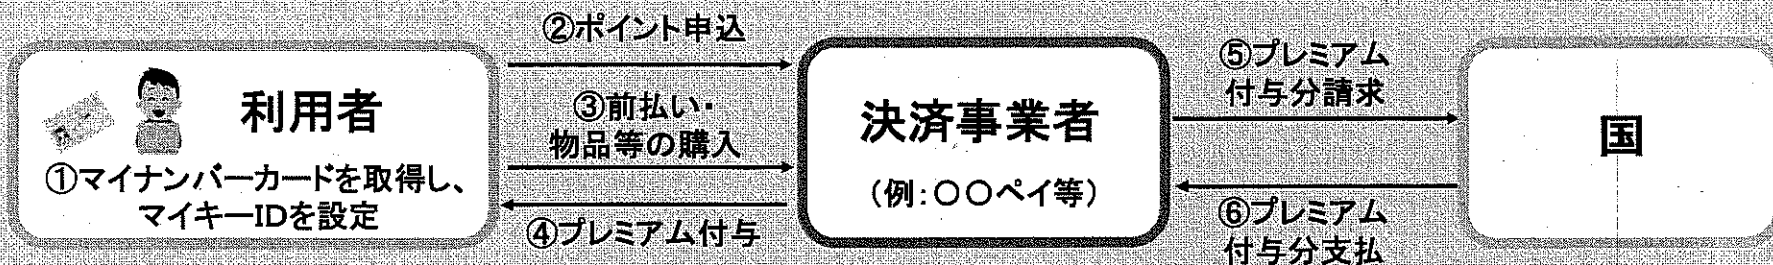 利用者
①マイナンバーカードを取得し、
マイキーIDを設定
②ポイント申込
③前払い・
物品等の購入
④プレミアム付与
決済事業者
(例:〇〇ペイ等)
⑤プレミアム
付与分請求
⑥プレミアム
付与分支払
国